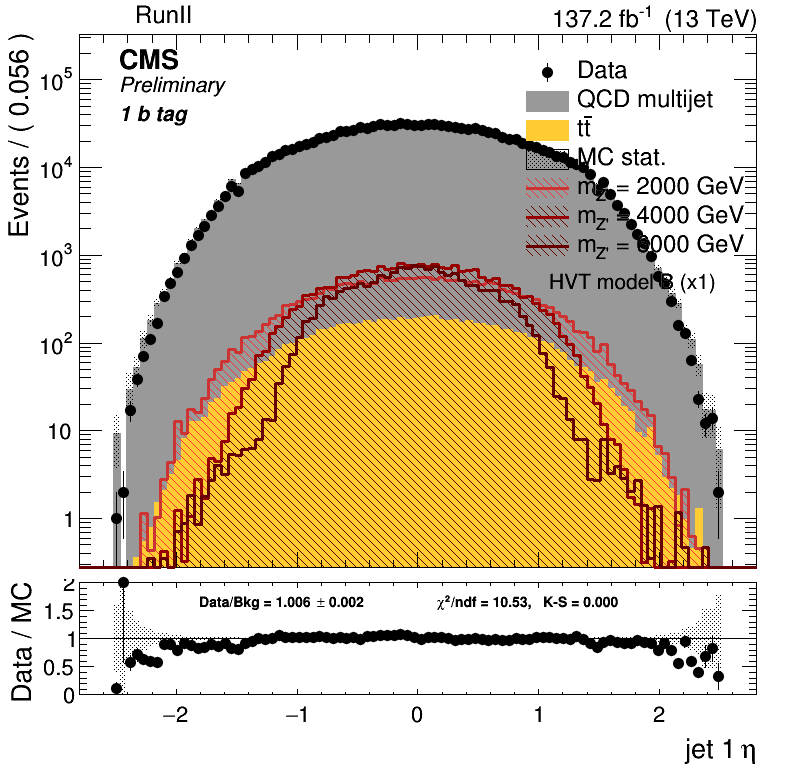 RunII
137.2 fb⁻¹ (13 TeV)
Events / ( 0.056 )
CMS
Preliminary
1 b tag
Data
QCD multijet
tt̄
MC stat.
m_Z' = 2000 GeV
m_Z' = 4000 GeV
m_Z' = 6000 GeV
HVT model B (x1)
10⁵
10⁴
10³
10²
10
1
Data / MC
2
1.5
1
0.5
0
Data/Bkg = 1.006 ± 0.002
χ²/ndf = 10.53, K-S = 0.000
−2
−1
0
1
2
jet 1 η